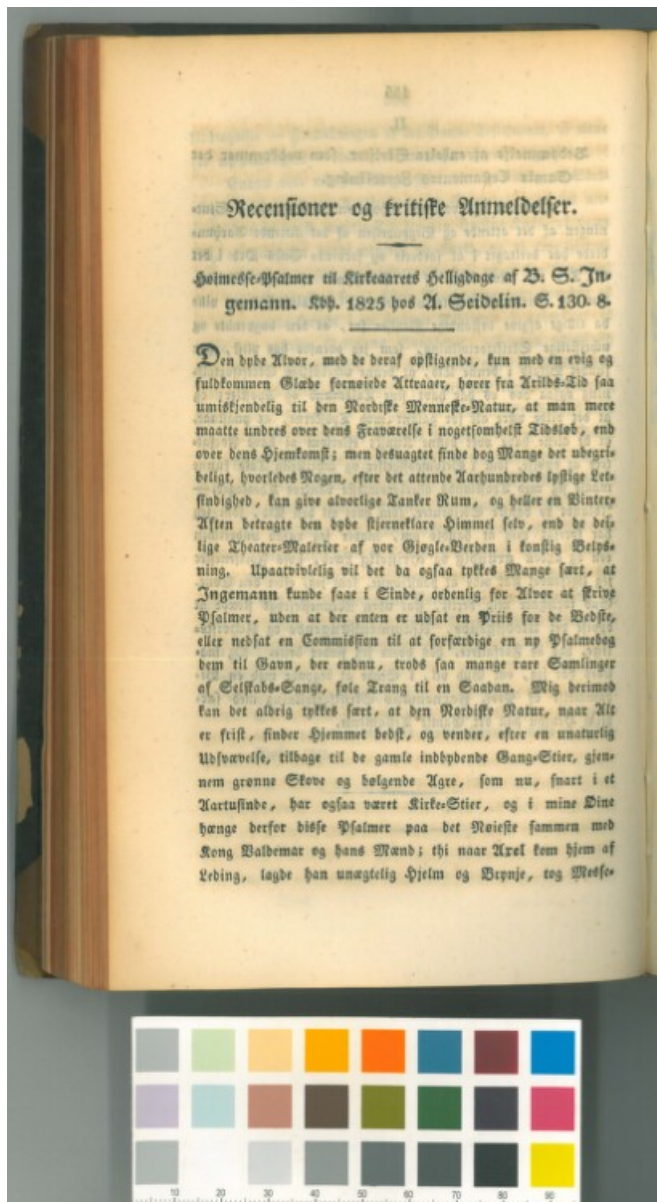 Recensioner og kritiske Anmeldelser.
Høimesse-Psalmer til Kirkeaarets Helligdage af B. S. In-
gemann. Kbh. 1825 hos A. Seidelin. S. 130. 8.
Den dybe Alvor, med de deraf opstigende, kun med en evig og
fuldkommen Glæde fornøiede Attraaer, hører fra Arilds-Tid saa
umiskjendelig til den Nordiske Menneske-Natur, at man mere
maatte undres over dens Fraværelse i nogetsomhelst Tidsløb, end
over dens Hjemkomst; men desuagtet finde dog Mange det ubegri-
beligt, hvorledes Nogen, efter det attende Aarhundredes lystige Let-
sindighed, kan give alvorlige Tanker Rum, og heller en Vinter-
Aften betragte den dybe stjerneklare Himmel selv, end de dei-
lige Theater-Malerier af vor Gjøgle-Verden i konstig Belys-
ning. Upaatvivlelig vil det da ogsaa tykkes Mange sært, at
Ingemann kunde faae i Sinde, ordenlig for Alvor at skrive
Psalmer, uden at der enten er udsat en Priis for de Bedste,
eller nedsat en Commission til at forfærdige en ny Psalmebog
dem til Gavn, der endnu, trods saa mange rare Samlinger
af Selskabs-Sange, føle Trang til en Saadan. Mig derimod
kan det aldrig tykkes sært, at den Nordiske Natur, naar Alt
er frist, finder Hjemmet bedst, og vender, efter en unaturlig
Udsvævelse, tilbage til de gamle indbydende Gang-Stier, gjen-
nem grønne Skove og bølgende Agre, som nu, snart i et
Aartusinde, har ogsaa været Kirke-Stier, og i mine Øine
hænge derfor disse Psalmer paa det Nøieste sammen med
Kong Valdemar og hans Mænd; thi naar Axel kom hjem af
Leding, lagde han unægtelig Hjelm og Brynje, tog Messe-
10 20 30 40 50 60 70 80 90